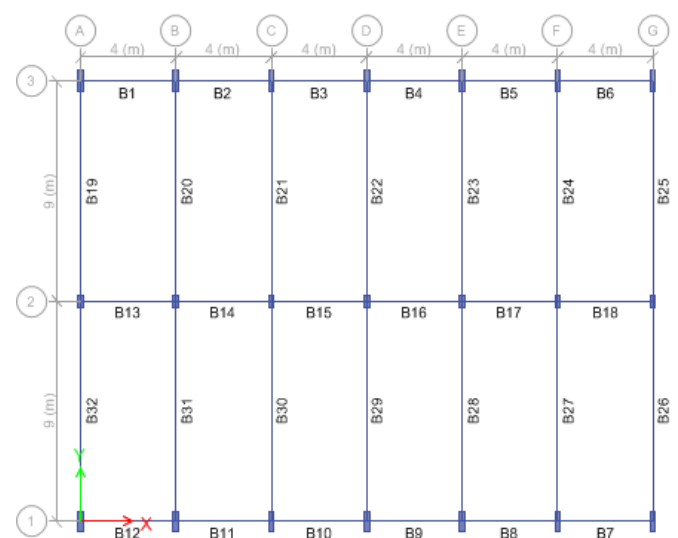 A B C D E F G
4 (m) 4 (m) 4 (m) 4 (m) 4 (m) 4 (m)
3
B1 B2 B3 B4 B5 B6
9 (m)
B19 B20 B21 B22 B23 B24 B25
2
B13 B14 B15 B16 B17 B18
9 (m)
B32 B31 B30 B29 B28 B27 B26
Y
1
X
B12 B11 B10 B9 B8 B7